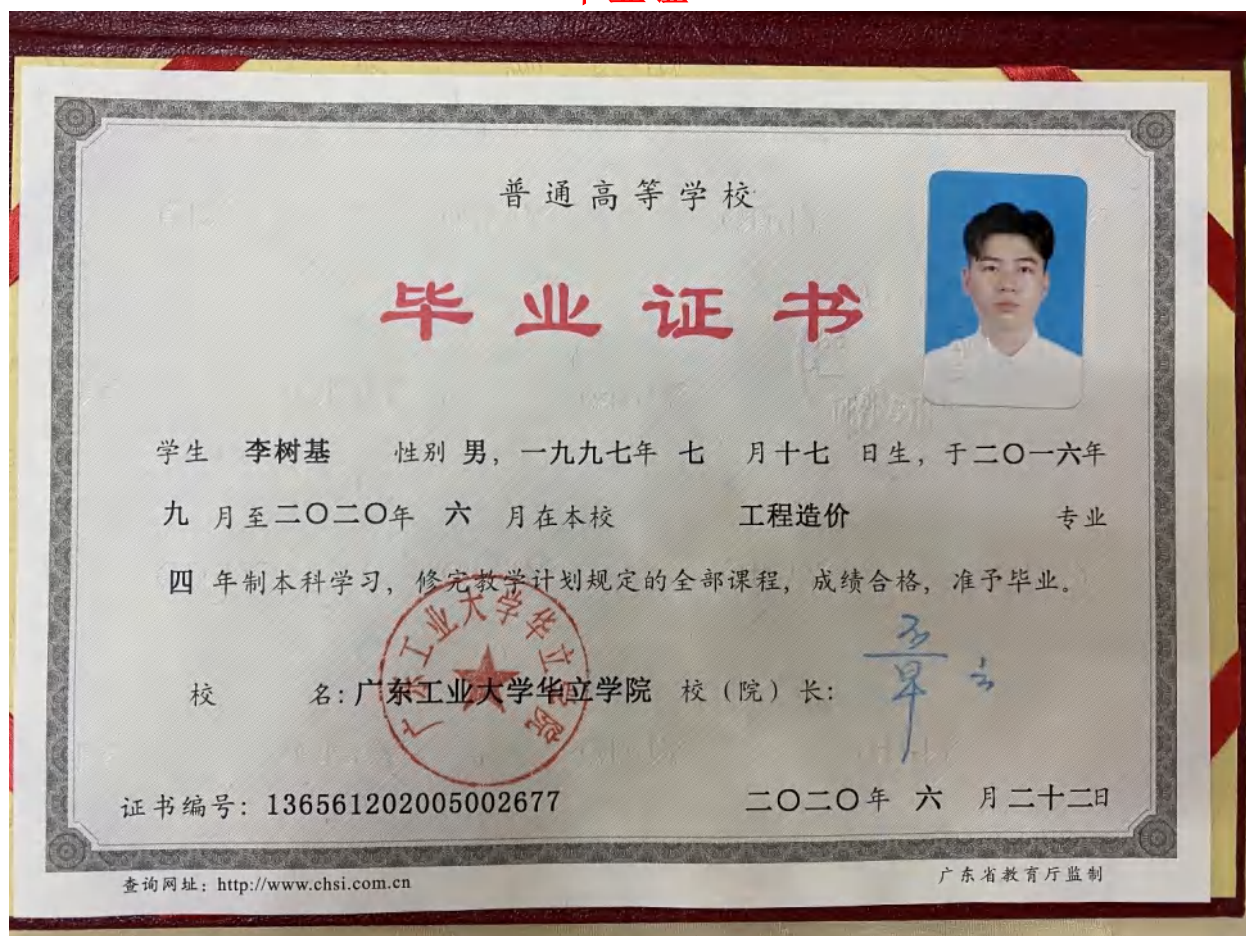 普通高等学校
毕业证书
学生 李树基 性别 男，一九九七年 七 月十七 日生，于二〇一六年
九 月至二〇二〇年 六 月在本校 工程造价 专业
四 年制本科学习，修完教学计划规定的全部课程，成绩合格，准予毕业。
广东工业大学华立学院
校 名：广东工业大学华立学院 校（院）长：
证书编号：136561202005002677 二〇二〇年 六 月二十二日
查询网址：http://www.chsi.com.cn 广东省教育厅监制